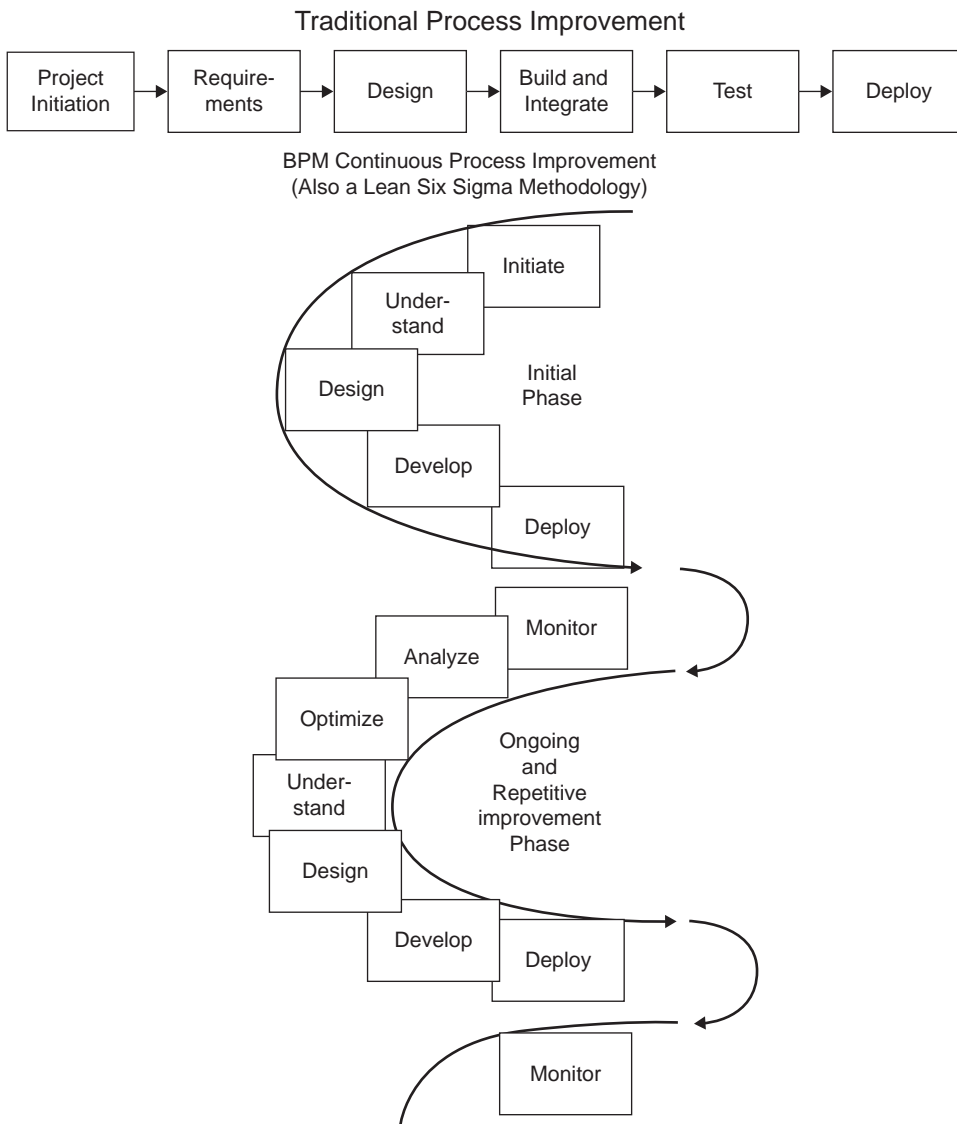 Traditional Process Improvement
Project
Initiation
Require-
ments
Design
Build and
Integrate
Test
Deploy
BPM Continuous Process Improvement
(Also a Lean Six Sigma Methodology)
Initiate
Under-
stand
Design
Initial
Phase
Develop
Deploy
Monitor
Analyze
Optimize
Under-
stand
Ongoing
and
Repetitive
improvement
Phase
Design
Develop
Deploy
Monitor